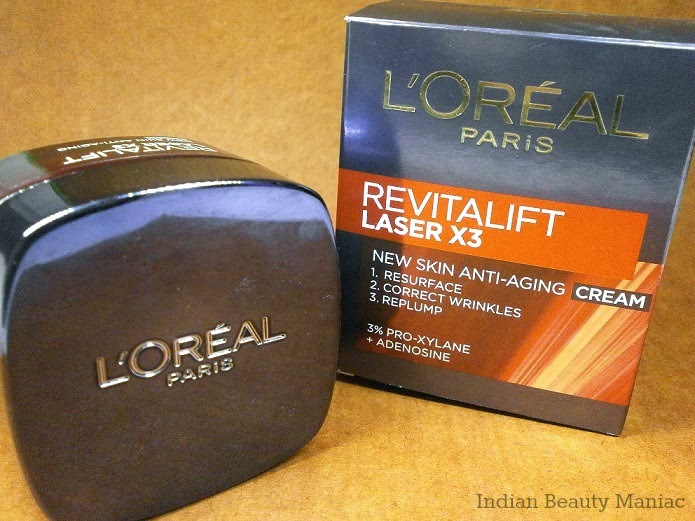 L'ORÉAL
PARiS
REVITALIFT
LASER X3
NEW SKIN ANTI-AGING
CREAM
1. RESURFACE
2. CORRECT WRINKLES
3. REPLUMP
3% PRO-XYLANE
+ ADENOSINE
REVITALIFT
L'ORÉAL
PARiS
Indian Beauty Maniac